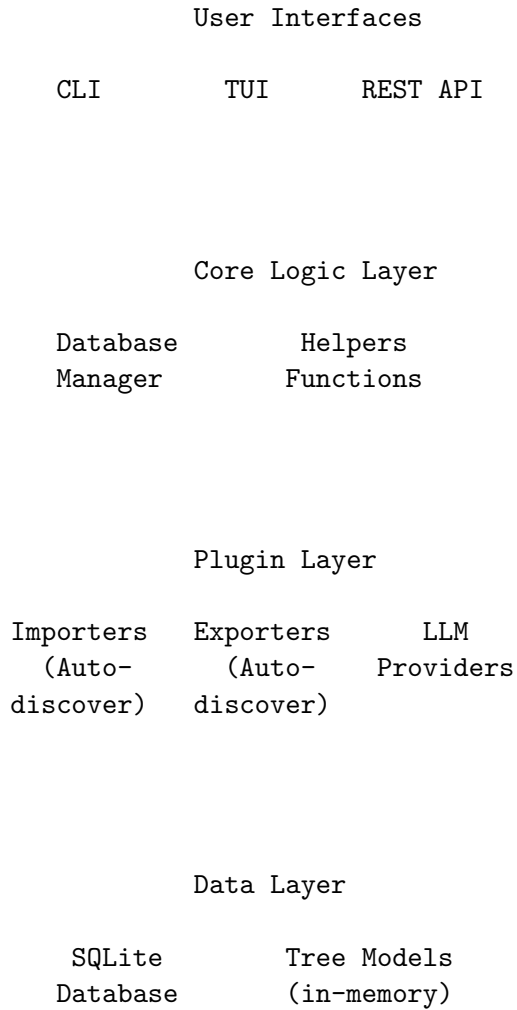 User Interfaces
CLI TUI REST API
Core Logic Layer
Database Helpers
Manager Functions
Plugin Layer
Importers Exporters LLM
(Auto- (Auto- Providers
discover) discover)
Data Layer
SQLite Tree Models
Database (in-memory)